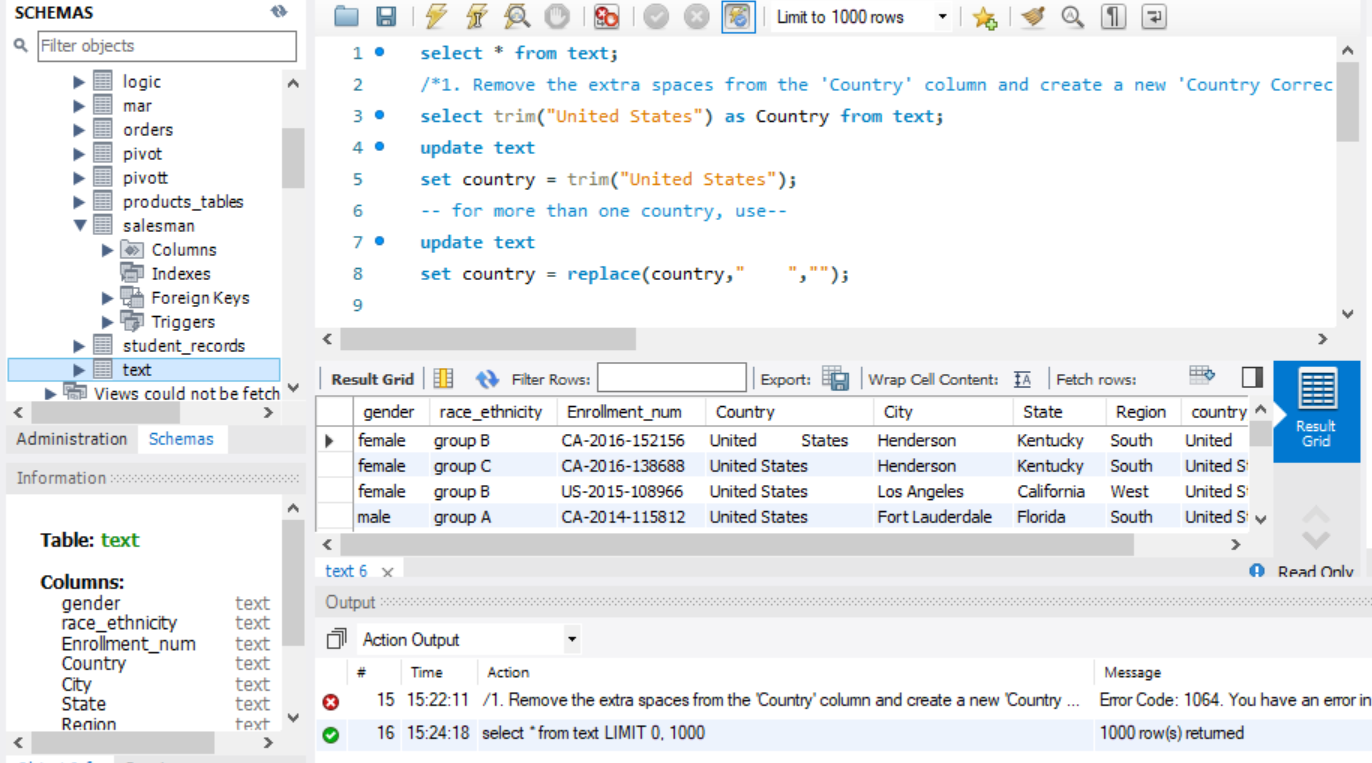 SCHEMAS
Filter objects
logic
mar
orders
pivot
pivott
products_tables
salesman
Columns
Indexes
Foreign Keys
Triggers
student_records
text
Views could not be fetch
Administration Schemas
Information
Table: text
Columns:
gender text
race_ethnicity text
Enrollment_num text
Country text
City text
State text
Region text
Limit to 1000 rows
1 select * from text;
2 /*1. Remove the extra spaces from the 'Country' column and create a new 'Country Correc
3 select trim("United States") as Country from text;
4 update text
5 set country = trim("United States");
6 -- for more than one country, use--
7 update text
8 set country = replace(country,"    ","");
9
Result Grid Filter Rows: Export: Wrap Cell Content: Fetch rows:
gender race_ethnicity Enrollment_num Country City State Region country
female group B CA-2016-152156 United     States Henderson Kentucky South United
female group C CA-2016-138688 United States Henderson Kentucky South United S
female group B US-2015-108966 United States Los Angeles California West United S
male group A CA-2014-115812 United States Fort Lauderdale Florida South United S
Result
Grid
text 6 Read Only
Output
Action Output
# Time Action Message
15 15:22:11 /1. Remove the extra spaces from the 'Country' column and create a new 'Country ... Error Code: 1064. You have an error in
16 15:24:18 select * from text LIMIT 0, 1000 1000 row(s) returned